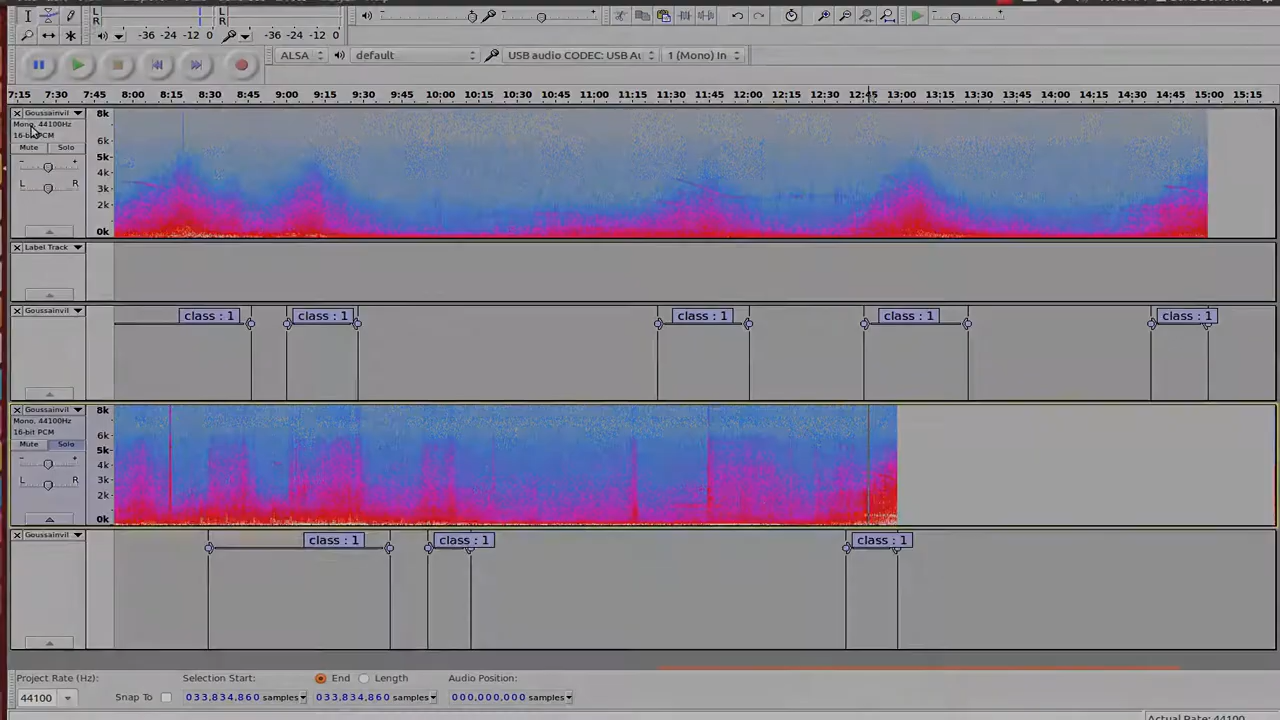 L
R
L
R
-36 -24 -12 0
-36 -24 -12 0
ALSA default USB audio CODEC: USB Au 1 (Mono) In
7:15 7:30 7:45 8:00 8:15 8:30 8:45 9:00 9:15 9:30 9:45 10:00 10:15 10:30 10:45 11:00 11:15 11:30 11:45 12:00 12:15 12:30 12:45 13:00 13:15 13:30 13:45 14:00 14:15 14:30 14:45 15:00 15:15
Goussainvil
Mono, 44100Hz
16-bit PCM
Mute Solo
- +
L R
8k
6k
5k
4k
3k
2k
0k
Label Track
Goussainvil
class : 1 class : 1 class : 1 class : 1 class : 1
Goussainvil
Mono, 44100Hz
16-bit PCM
Mute Solo
- +
L R
8k
6k
5k
4k
3k
2k
0k
Goussainvil
class : 1 class : 1 class : 1
Project Rate (Hz): Selection Start: End Length Audio Position:
44100 Snap To 033,834,860 samples 033,834,860 samples 000,000,000 samples
Actual Rate: 44100